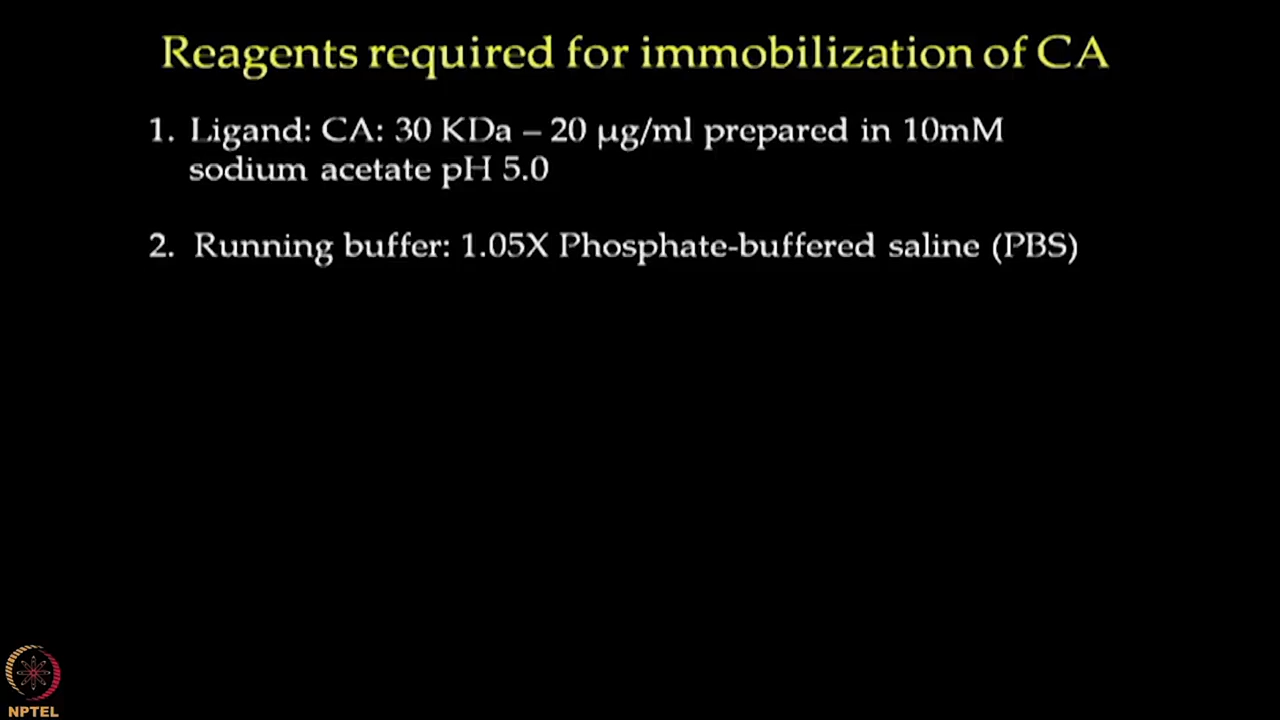 Reagents required for immobilization of CA
1. Ligand: CA: 30 KDa – 20 µg/ml prepared in 10mM
sodium acetate pH 5.0
2. Running buffer: 1.05X Phosphate-buffered saline (PBS)
NPTEL